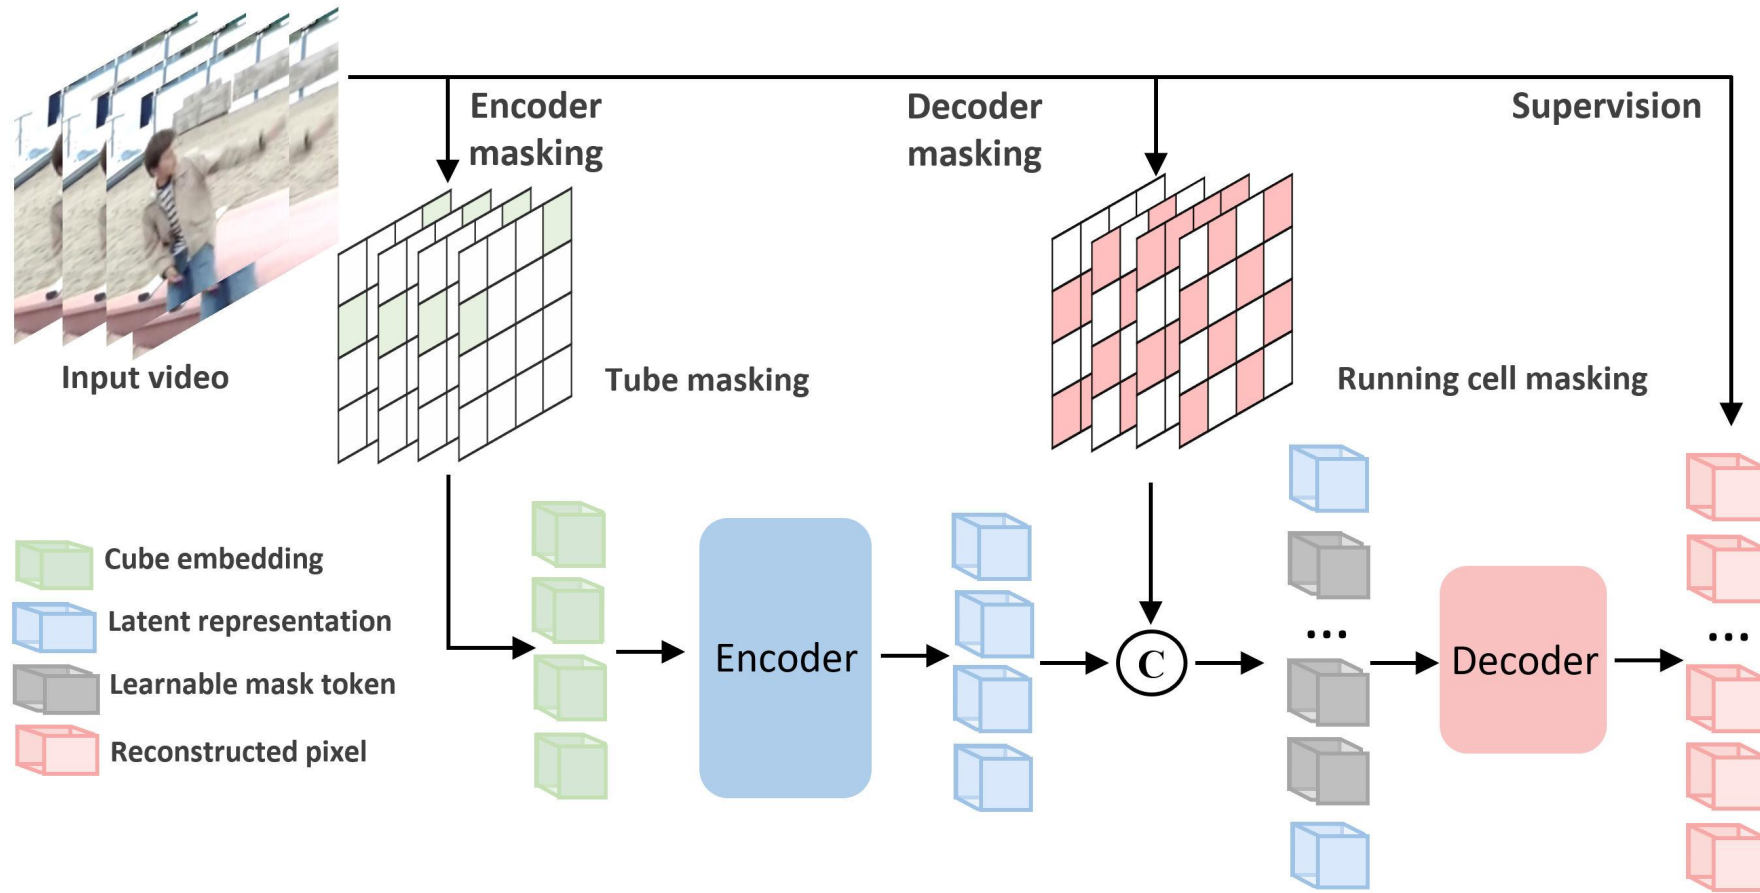 Encoder
masking
Decoder
masking
Supervision
Input video
Tube masking
Running cell masking
Cube embedding
Latent representation
Learnable mask token
Reconstructed pixel
Encoder
C
...
Decoder
...